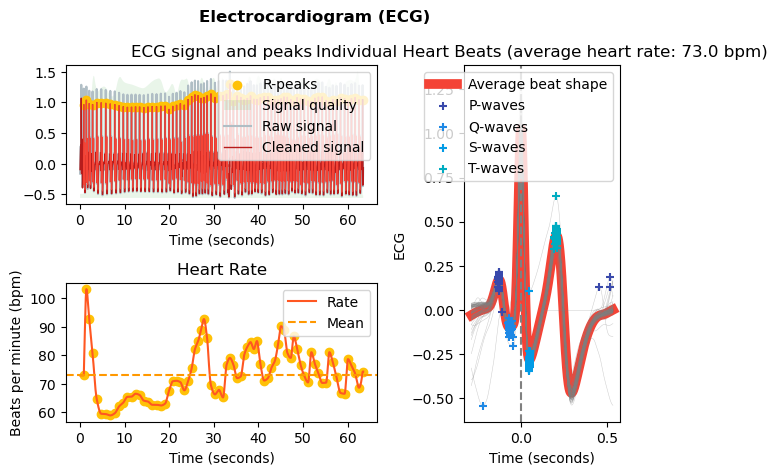 Electrocardiogram (ECG)
ECG signal and peaks
1.5
1.0
0.5
0.0
−0.5
R-peaks
Signal quality
Raw signal
Cleaned signal
0 10 20 30 40 50 60
Time (seconds)
Heart Rate
Beats per minute (bpm)
100
90
80
70
60
Rate
Mean
0 10 20 30 40 50 60
Time (seconds)
Individual Heart Beats (average heart rate: 73.0 bpm)
ECG
1.25
1.00
0.75
0.50
0.25
0.00
−0.25
−0.50
Average beat shape
P-waves
Q-waves
S-waves
T-waves
0.0 0.5
Time (seconds)